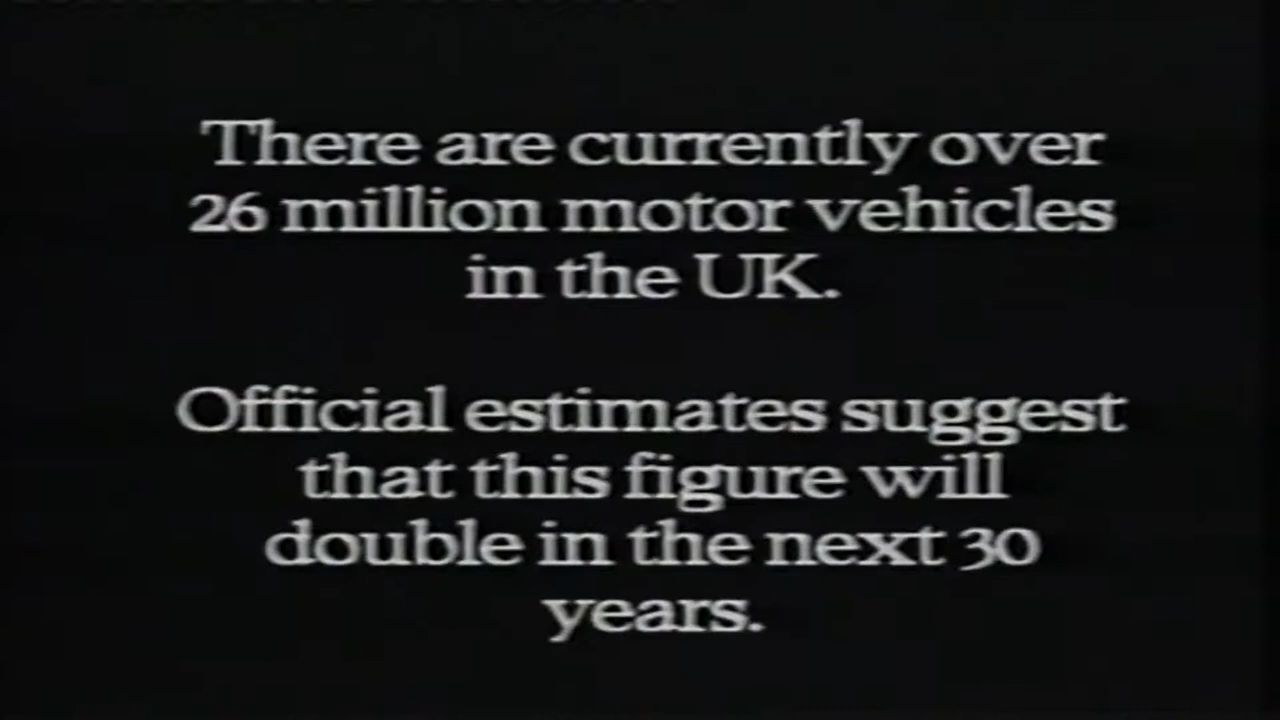 There are currently over
26 million motor vehicles
in the UK.
Official estimates suggest
that this figure will
double in the next 30
years.